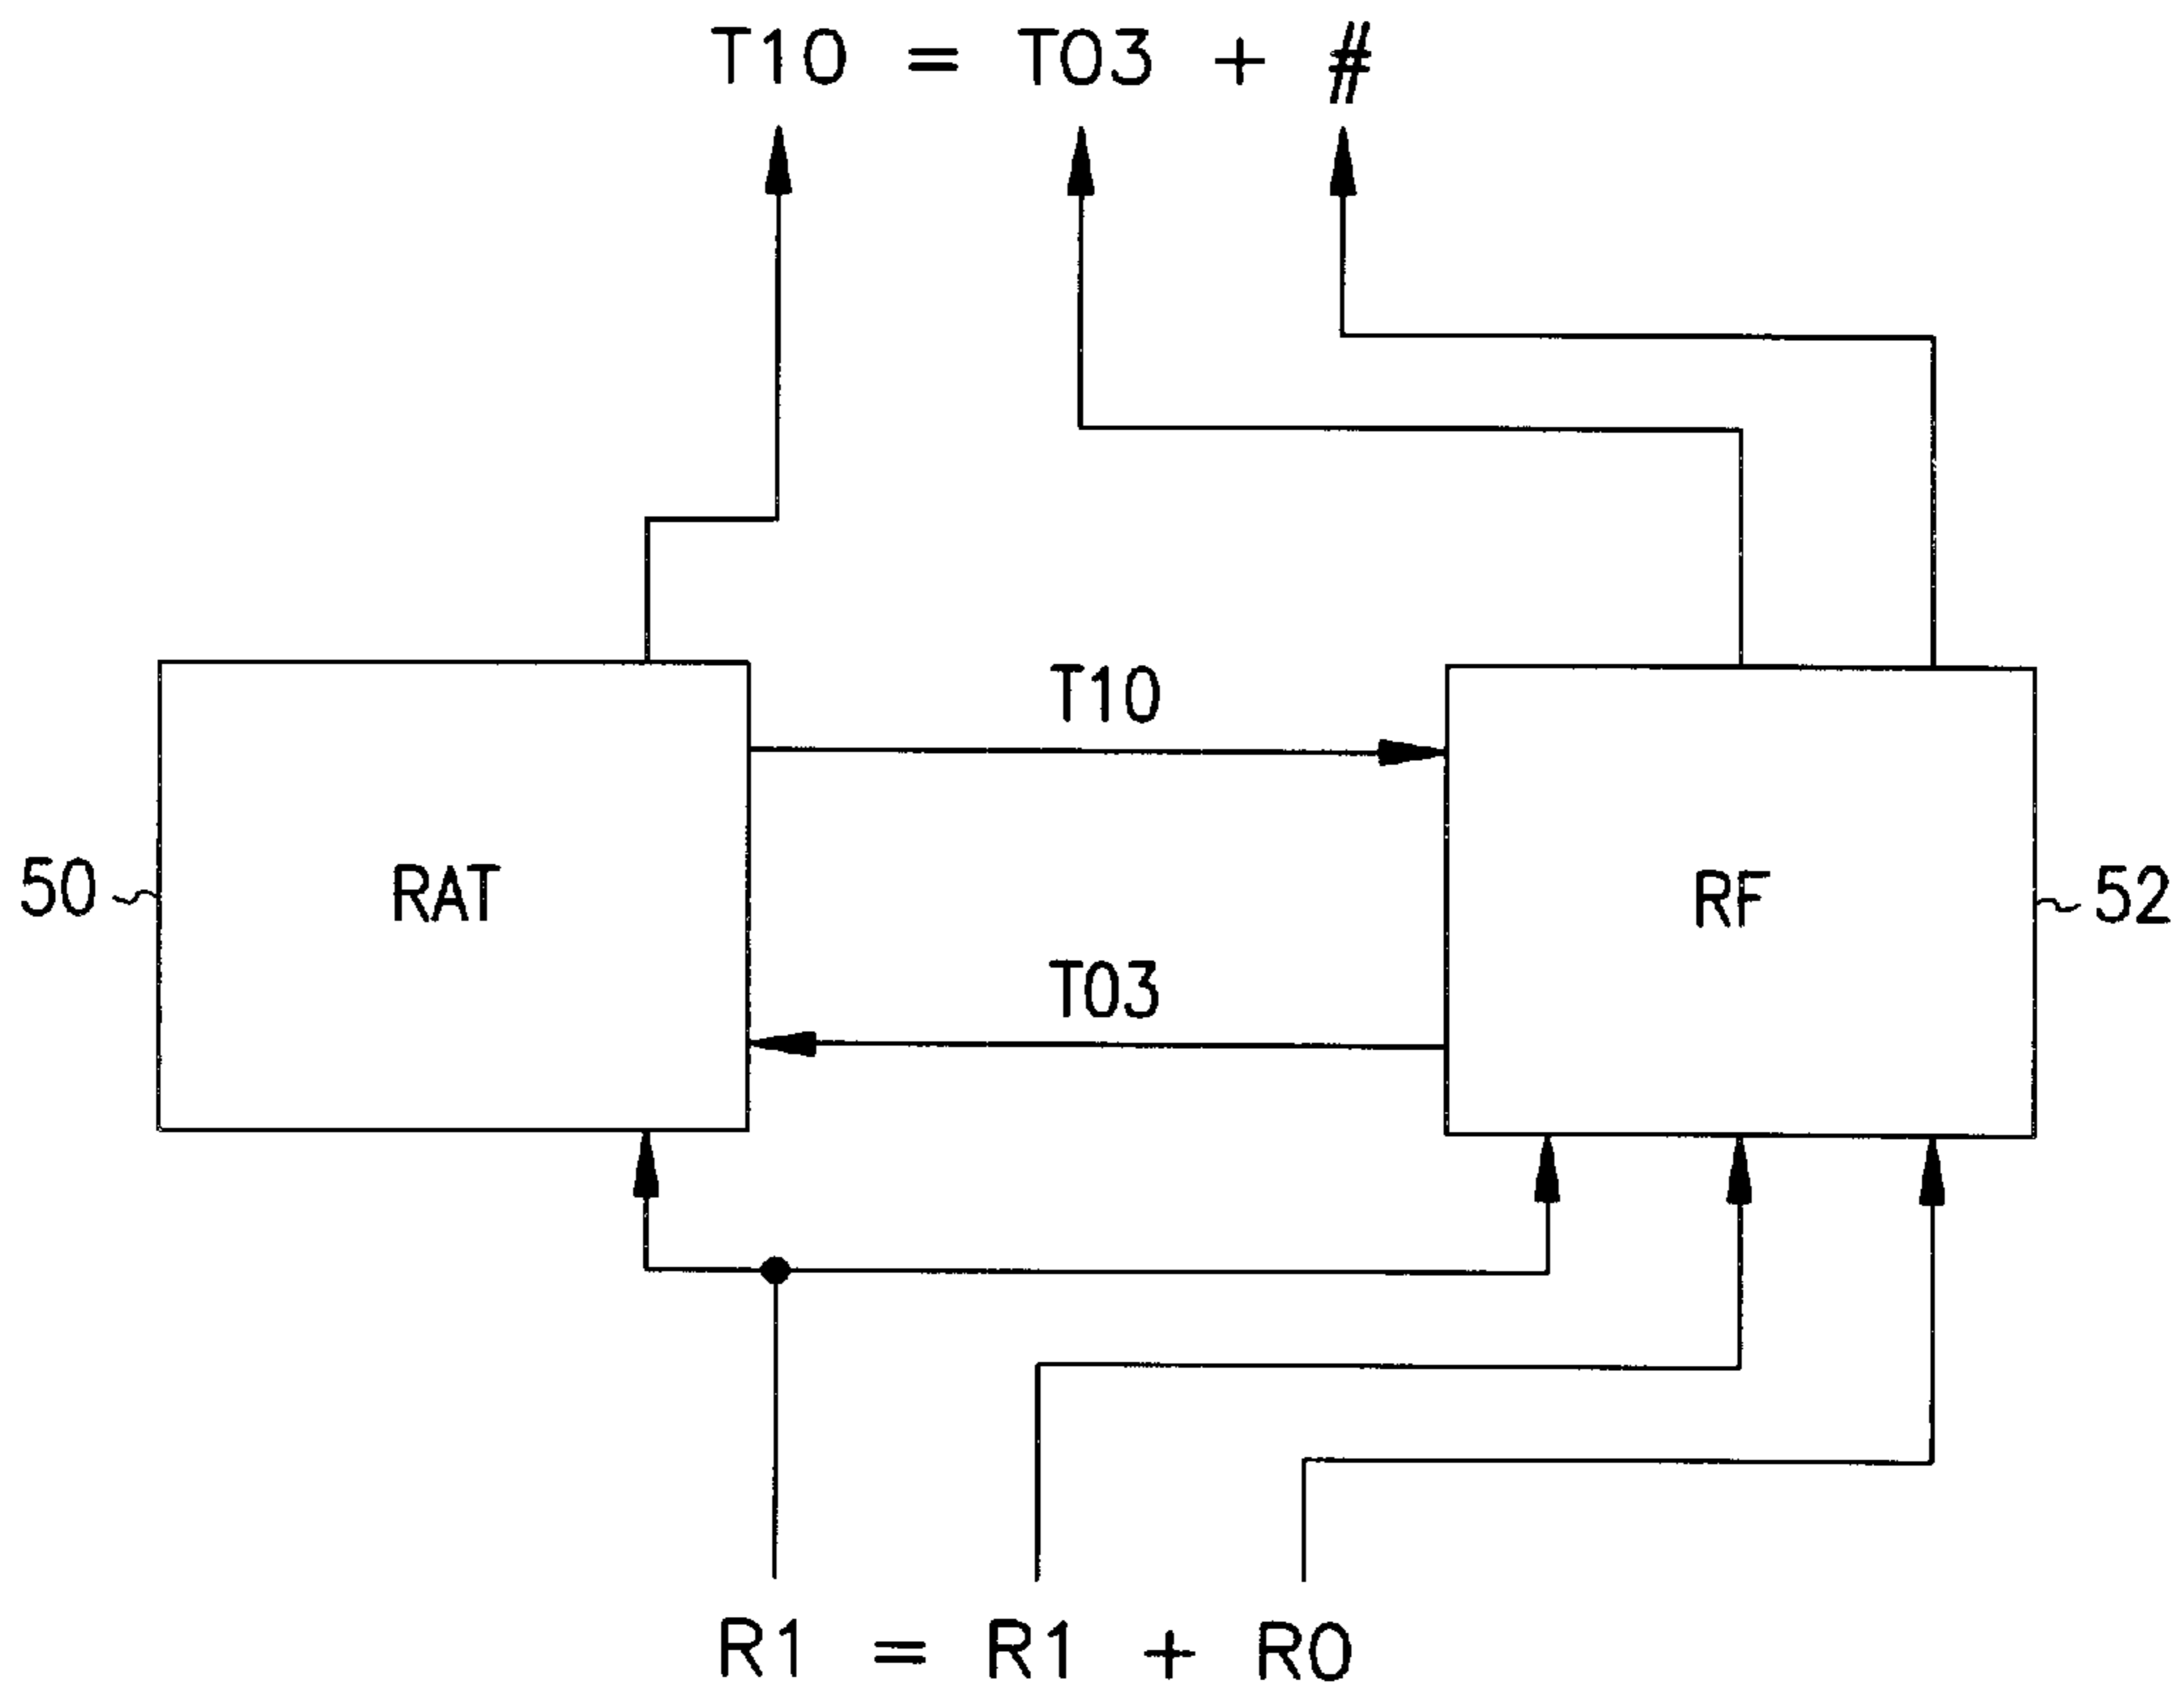 T10 = T03 + #
T10
50
RAT
RF
52
T03
R1 = R1 + R0